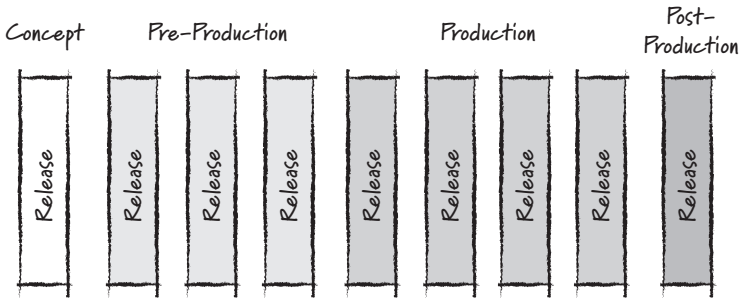 Concept
Pre-Production
Production
Post-
Production
Release
Release
Release
Release
Release
Release
Release
Release
Release